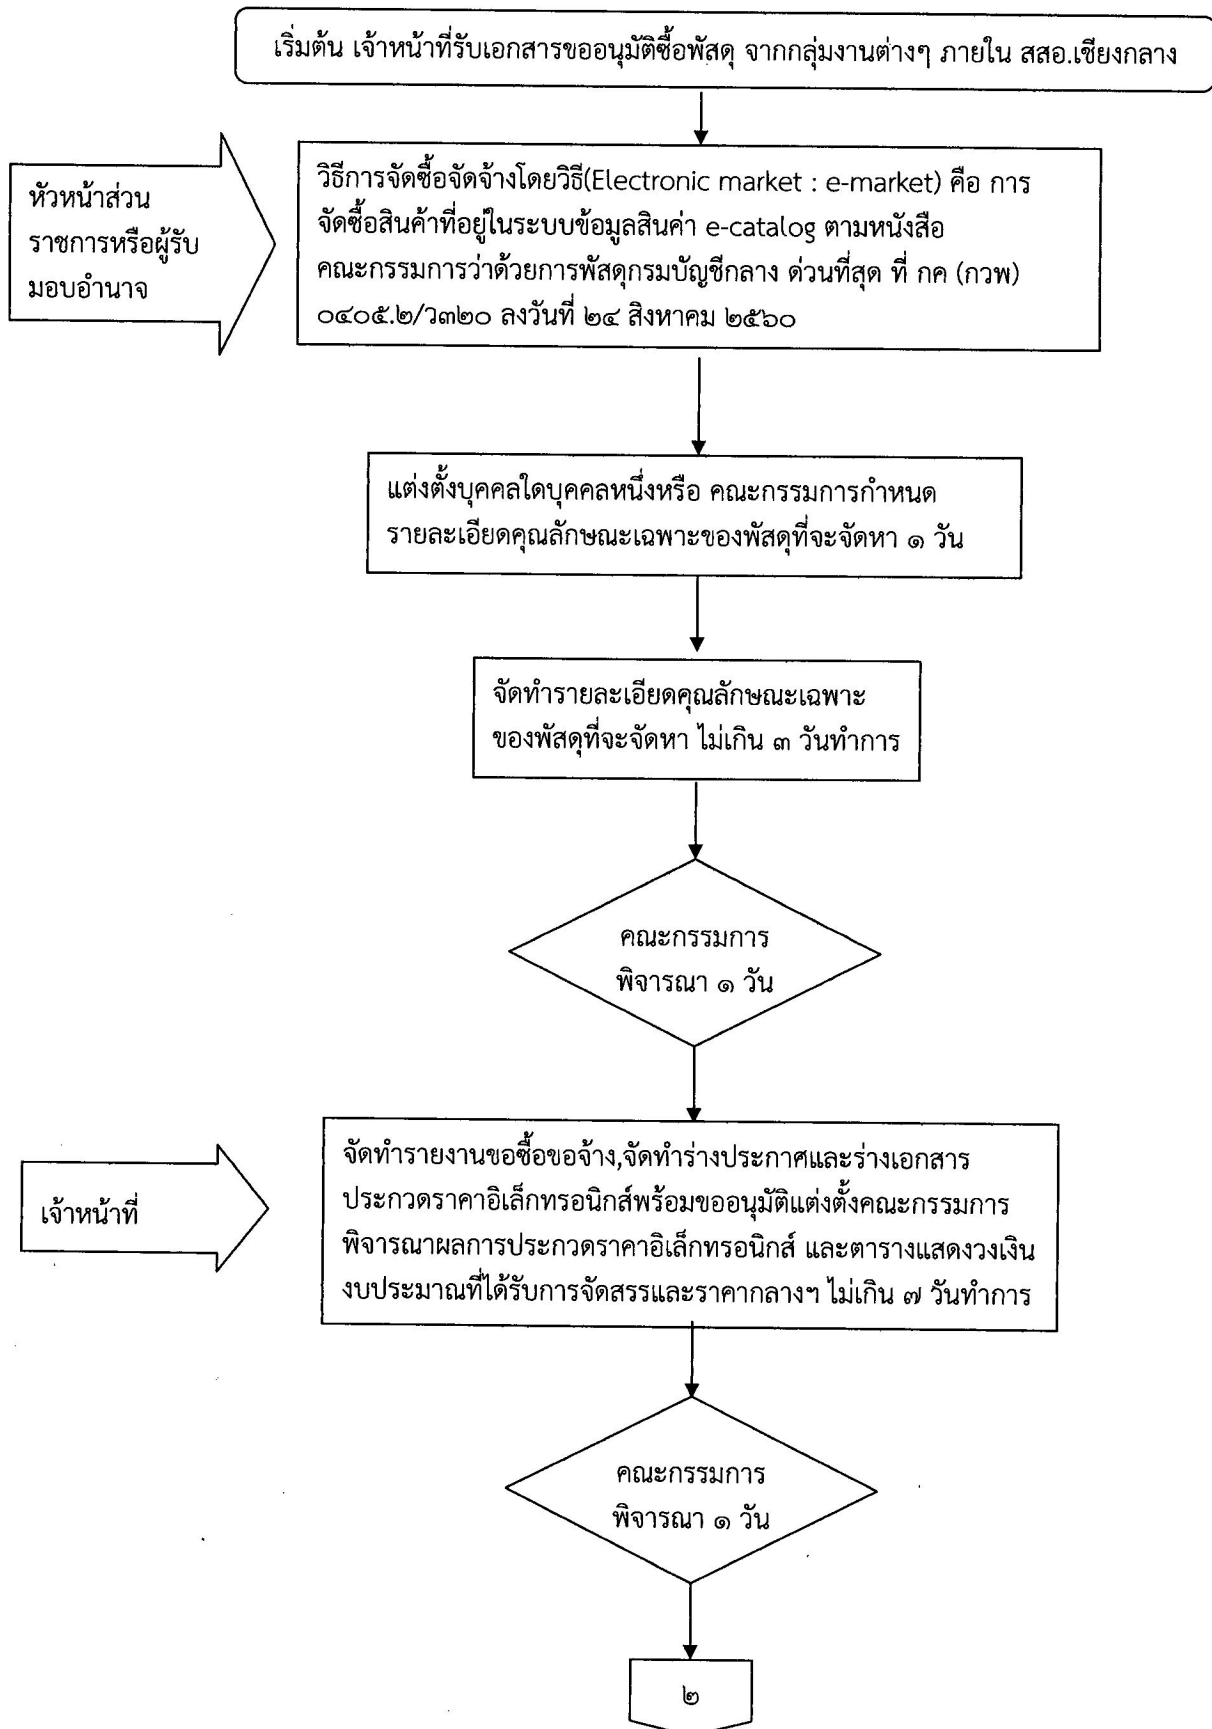 เริ่มต้น เจ้าหน้าที่รับเอกสารขออนุมัติซื้อพัสดุ จากกลุ่มงานต่างๆ ภายใน สสอ.เชียงกลาง
หัวหน้าส่วน
ราชการหรือผู้รับ
มอบอำนาจ
วิธีการจัดซื้อจัดจ้างโดยวิธี(Electronic market : e-market) คือ การ
จัดซื้อสินค้าที่อยู่ในระบบข้อมูลสินค่า e-catalog ตามหนังสือ
คณะกรรมการว่าด้วยการพัสดุกรมบัญชีกลาง ด่วนที่สุด ที่ กค (กวพ)
๐๔๐๕.๒/ว๓๒๐ ลงวันที่ ๒๔ สิงหาคม ๒๕๖๐
แต่งตั้งบุคคลใดบุคคลหนึ่งหรือ คณะกรรมการกำหนด
รายละเอียดคุณลักษณะเฉพาะของพัสดุที่จะจัดหา ๑ วัน
จัดทำรายละเอียดคุณลักษณะเฉพาะ
ของพัสดุที่จะจัดหา ไม่เกิน ๓ วันทำการ
คณะกรรมการ
พิจารณา ๑ วัน
เจ้าหน้าที่
จัดทำรายงานขอซื้อขอจ้าง,จัดทำร่างประกาศและร่างเอกสาร
ประกวดราคาอิเล็กทรอนิกส์พร้อมขออนุมัติแต่งตั้งคณะกรรมการ
พิจารณาผลการประกวดราคาอิเล็กทรอนิกส์ และตารางแสดงวงเงิน
งบประมาณที่ได้รับการจัดสรรและราคากลางฯ ไม่เกิน ๗ วันทำการ
คณะกรรมการ
พิจารณา ๑ วัน
๒